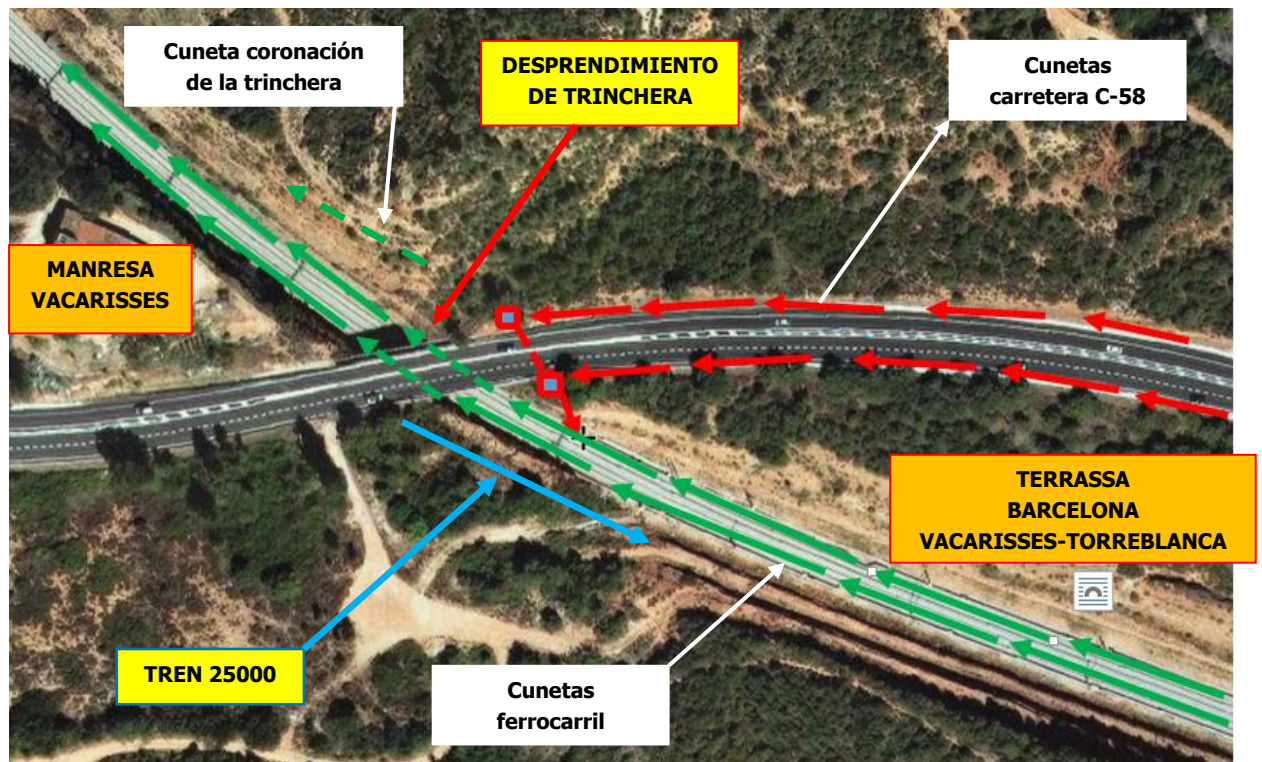 Cuneta coronación
de la trinchera
DESPRENDIMIENTO
DE TRINCHERA
Cunetas
carretera C-58
MANRESA
VACARISSES
TERRASSA
BARCELONA
VACARISSES-TORREBLANCA
TREN 25000
Cunetas
ferrocarril